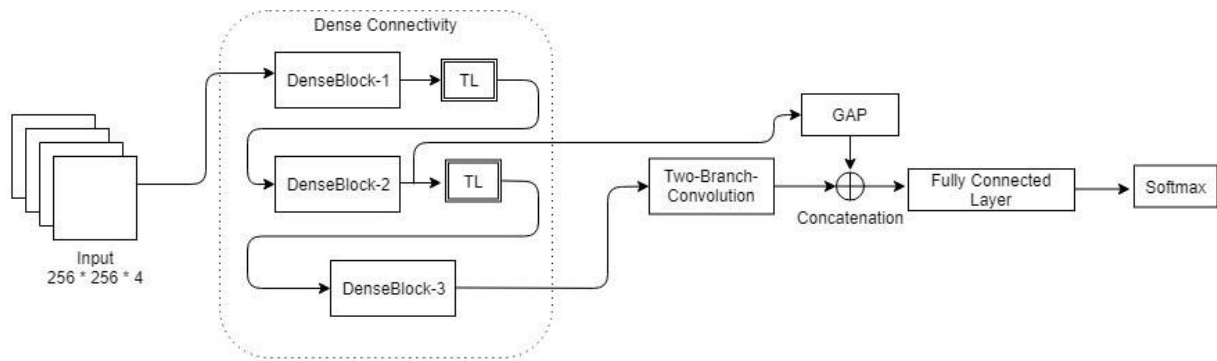 Dense Connectivity
DenseBlock-1
TL
DenseBlock-2
TL
DenseBlock-3
Input
256 * 256 * 4
GAP
Two-Branch-
Convolution
Concatenation
Fully Connected
Layer
Softmax